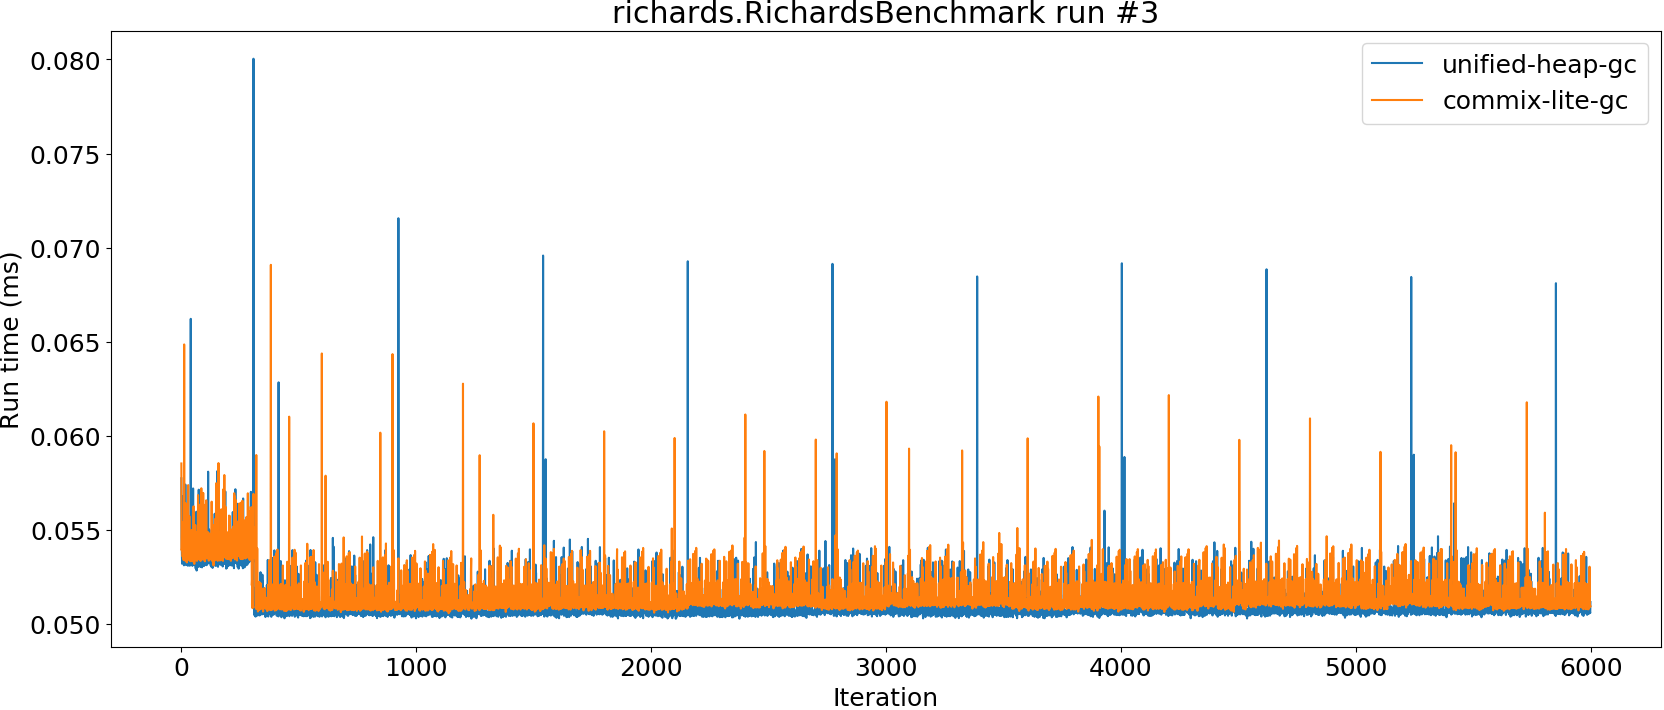 richards.RichardsBenchmark run #3
unified-heap-gc
commix-lite-gc
Run time (ms)
0.080
0.075
0.070
0.065
0.060
0.055
0.050
0 1000 2000 3000 4000 5000 6000
Iteration